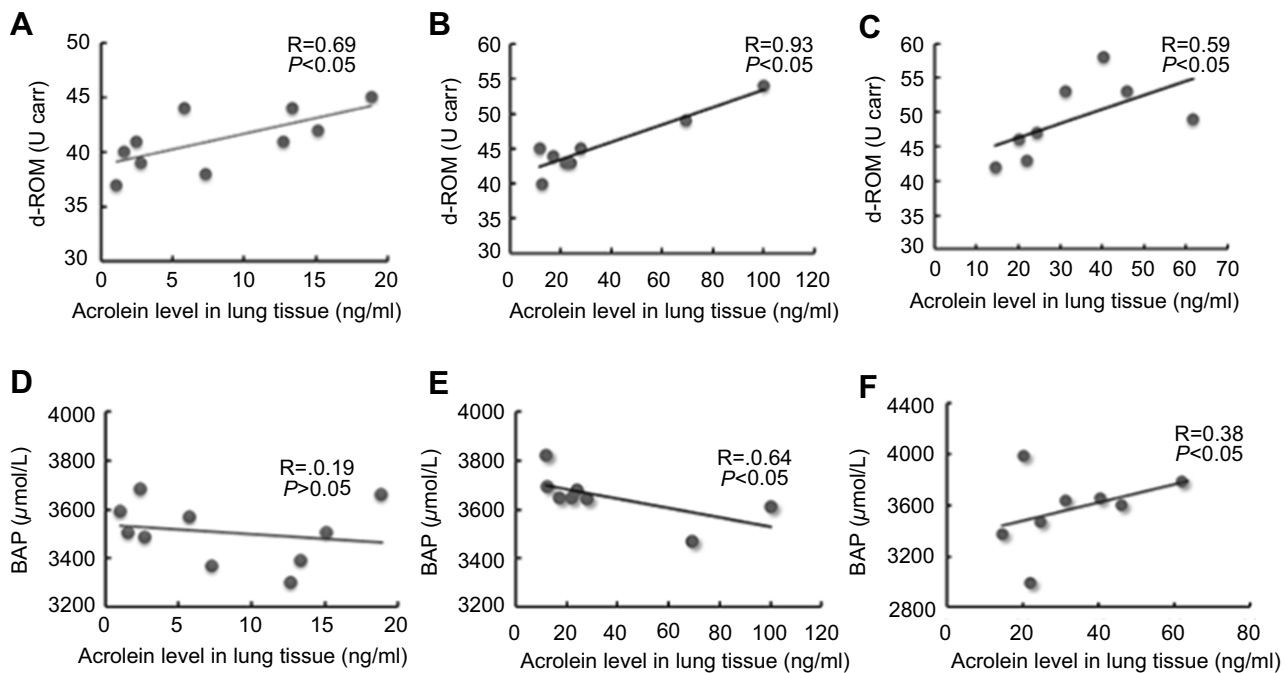 A
50
45
40
35
30
d-ROM (U carr)
R=0.69
P<0.05
0 5 10 15 20
Acrolein level in lung tissue (ng/ml)
B
60
55
50
45
40
35
30
d-ROM (U carr)
R=0.93
P<0.05
0 20 40 60 80 100 120
Acrolein level in lung tissue (ng/ml)
C
60
55
50
45
40
35
30
d-ROM (U carr)
R=0.59
P<0.05
0 10 20 30 40 50 60 70
Acrolein level in lung tissue (ng/ml)
D
4000
3800
3600
3400
3200
BAP (µmol/L)
R=.0.19
P>0.05
0 5 10 15 20
Acrolein level in lung tissue (ng/ml)
E
4000
3800
3600
3400
3200
BAP (µmol/L)
R=.0.64
P<0.05
0 20 40 60 80 100 120
Acrolein level in lung tissue (ng/ml)
F
4400
4000
3600
3200
2800
BAP (µmol/L)
R=0.38
P<0.05
0 20 40 60 80
Acrolein level in lung tissue (ng/ml)